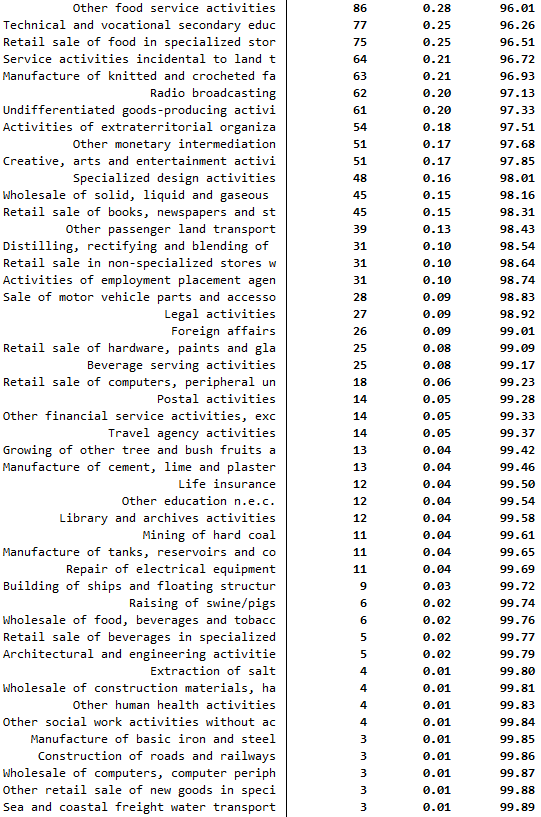 Other food service activities 86 0.28 96.01
Technical and vocational secondary educ 77 0.25 96.26
Retail sale of food in specialized stor 75 0.25 96.51
Service activities incidental to land t 64 0.21 96.72
Manufacture of knitted and crocheted fa 63 0.21 96.93
Radio broadcasting 62 0.20 97.13
Undifferentiated goods-producing activi 61 0.20 97.33
Activities of extraterritorial organiza 54 0.18 97.51
Other monetary intermediation 51 0.17 97.68
Creative, arts and entertainment activi 51 0.17 97.85
Specialized design activities 48 0.16 98.01
Wholesale of solid, liquid and gaseous 45 0.15 98.16
Retail sale of books, newspapers and st 45 0.15 98.31
Other passenger land transport 39 0.13 98.43
Distilling, rectifying and blending of 31 0.10 98.54
Retail sale in non-specialized stores w 31 0.10 98.64
Activities of employment placement agen 31 0.10 98.74
Sale of motor vehicle parts and accesso 28 0.09 98.83
Legal activities 27 0.09 98.92
Foreign affairs 26 0.09 99.01
Retail sale of hardware, paints and gla 25 0.08 99.09
Beverage serving activities 25 0.08 99.17
Retail sale of computers, peripheral un 18 0.06 99.23
Postal activities 14 0.05 99.28
Other financial service activities, exc 14 0.05 99.33
Travel agency activities 14 0.05 99.37
Growing of other tree and bush fruits a 13 0.04 99.42
Manufacture of cement, lime and plaster 13 0.04 99.46
Life insurance 12 0.04 99.50
Other education n.e.c. 12 0.04 99.54
Library and archives activities 12 0.04 99.58
Mining of hard coal 11 0.04 99.61
Manufacture of tanks, reservoirs and co 11 0.04 99.65
Repair of electrical equipment 11 0.04 99.69
Building of ships and floating structur 9 0.03 99.72
Raising of swine/pigs 6 0.02 99.74
Wholesale of food, beverages and tobacc 6 0.02 99.76
Retail sale of beverages in specialized 5 0.02 99.77
Architectural and engineering activitie 5 0.02 99.79
Extraction of salt 4 0.01 99.80
Wholesale of construction materials, ha 4 0.01 99.81
Other human health activities 4 0.01 99.83
Other social work activities without ac 4 0.01 99.84
Manufacture of basic iron and steel 3 0.01 99.85
Construction of roads and railways 3 0.01 99.86
Wholesale of computers, computer periph 3 0.01 99.87
Other retail sale of new goods in speci 3 0.01 99.88
Sea and coastal freight water transport 3 0.01 99.89